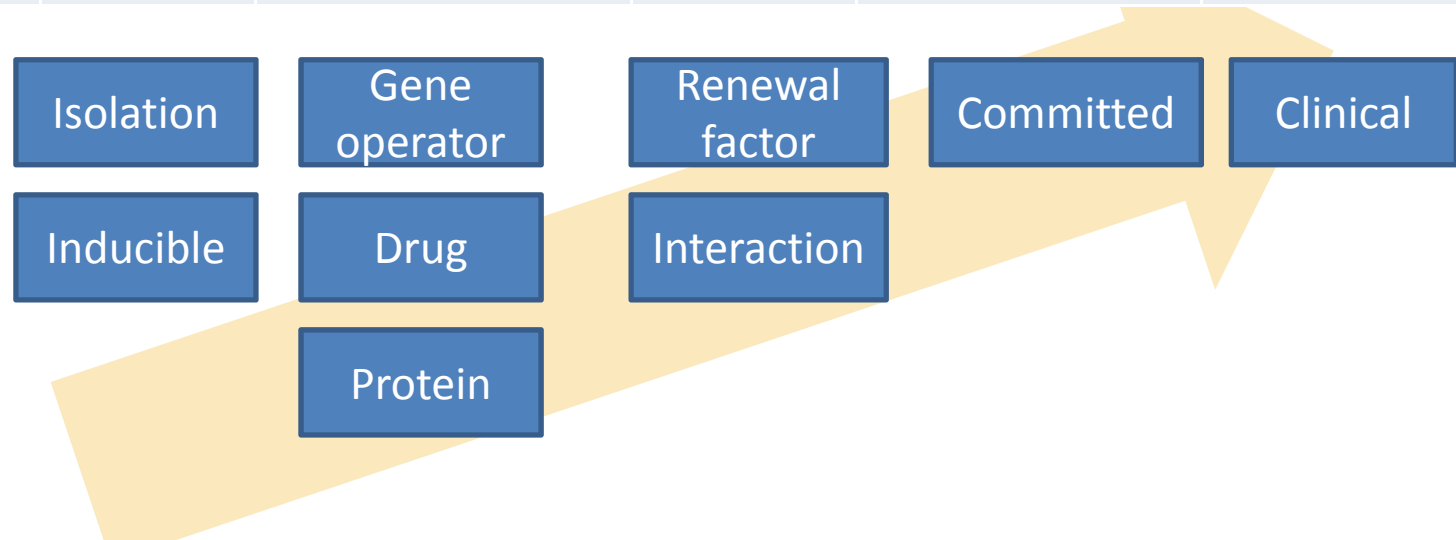 Isolation
Gene
operator
Renewal
factor
Committed
Clinical
Inducible
Drug
Interaction
Protein